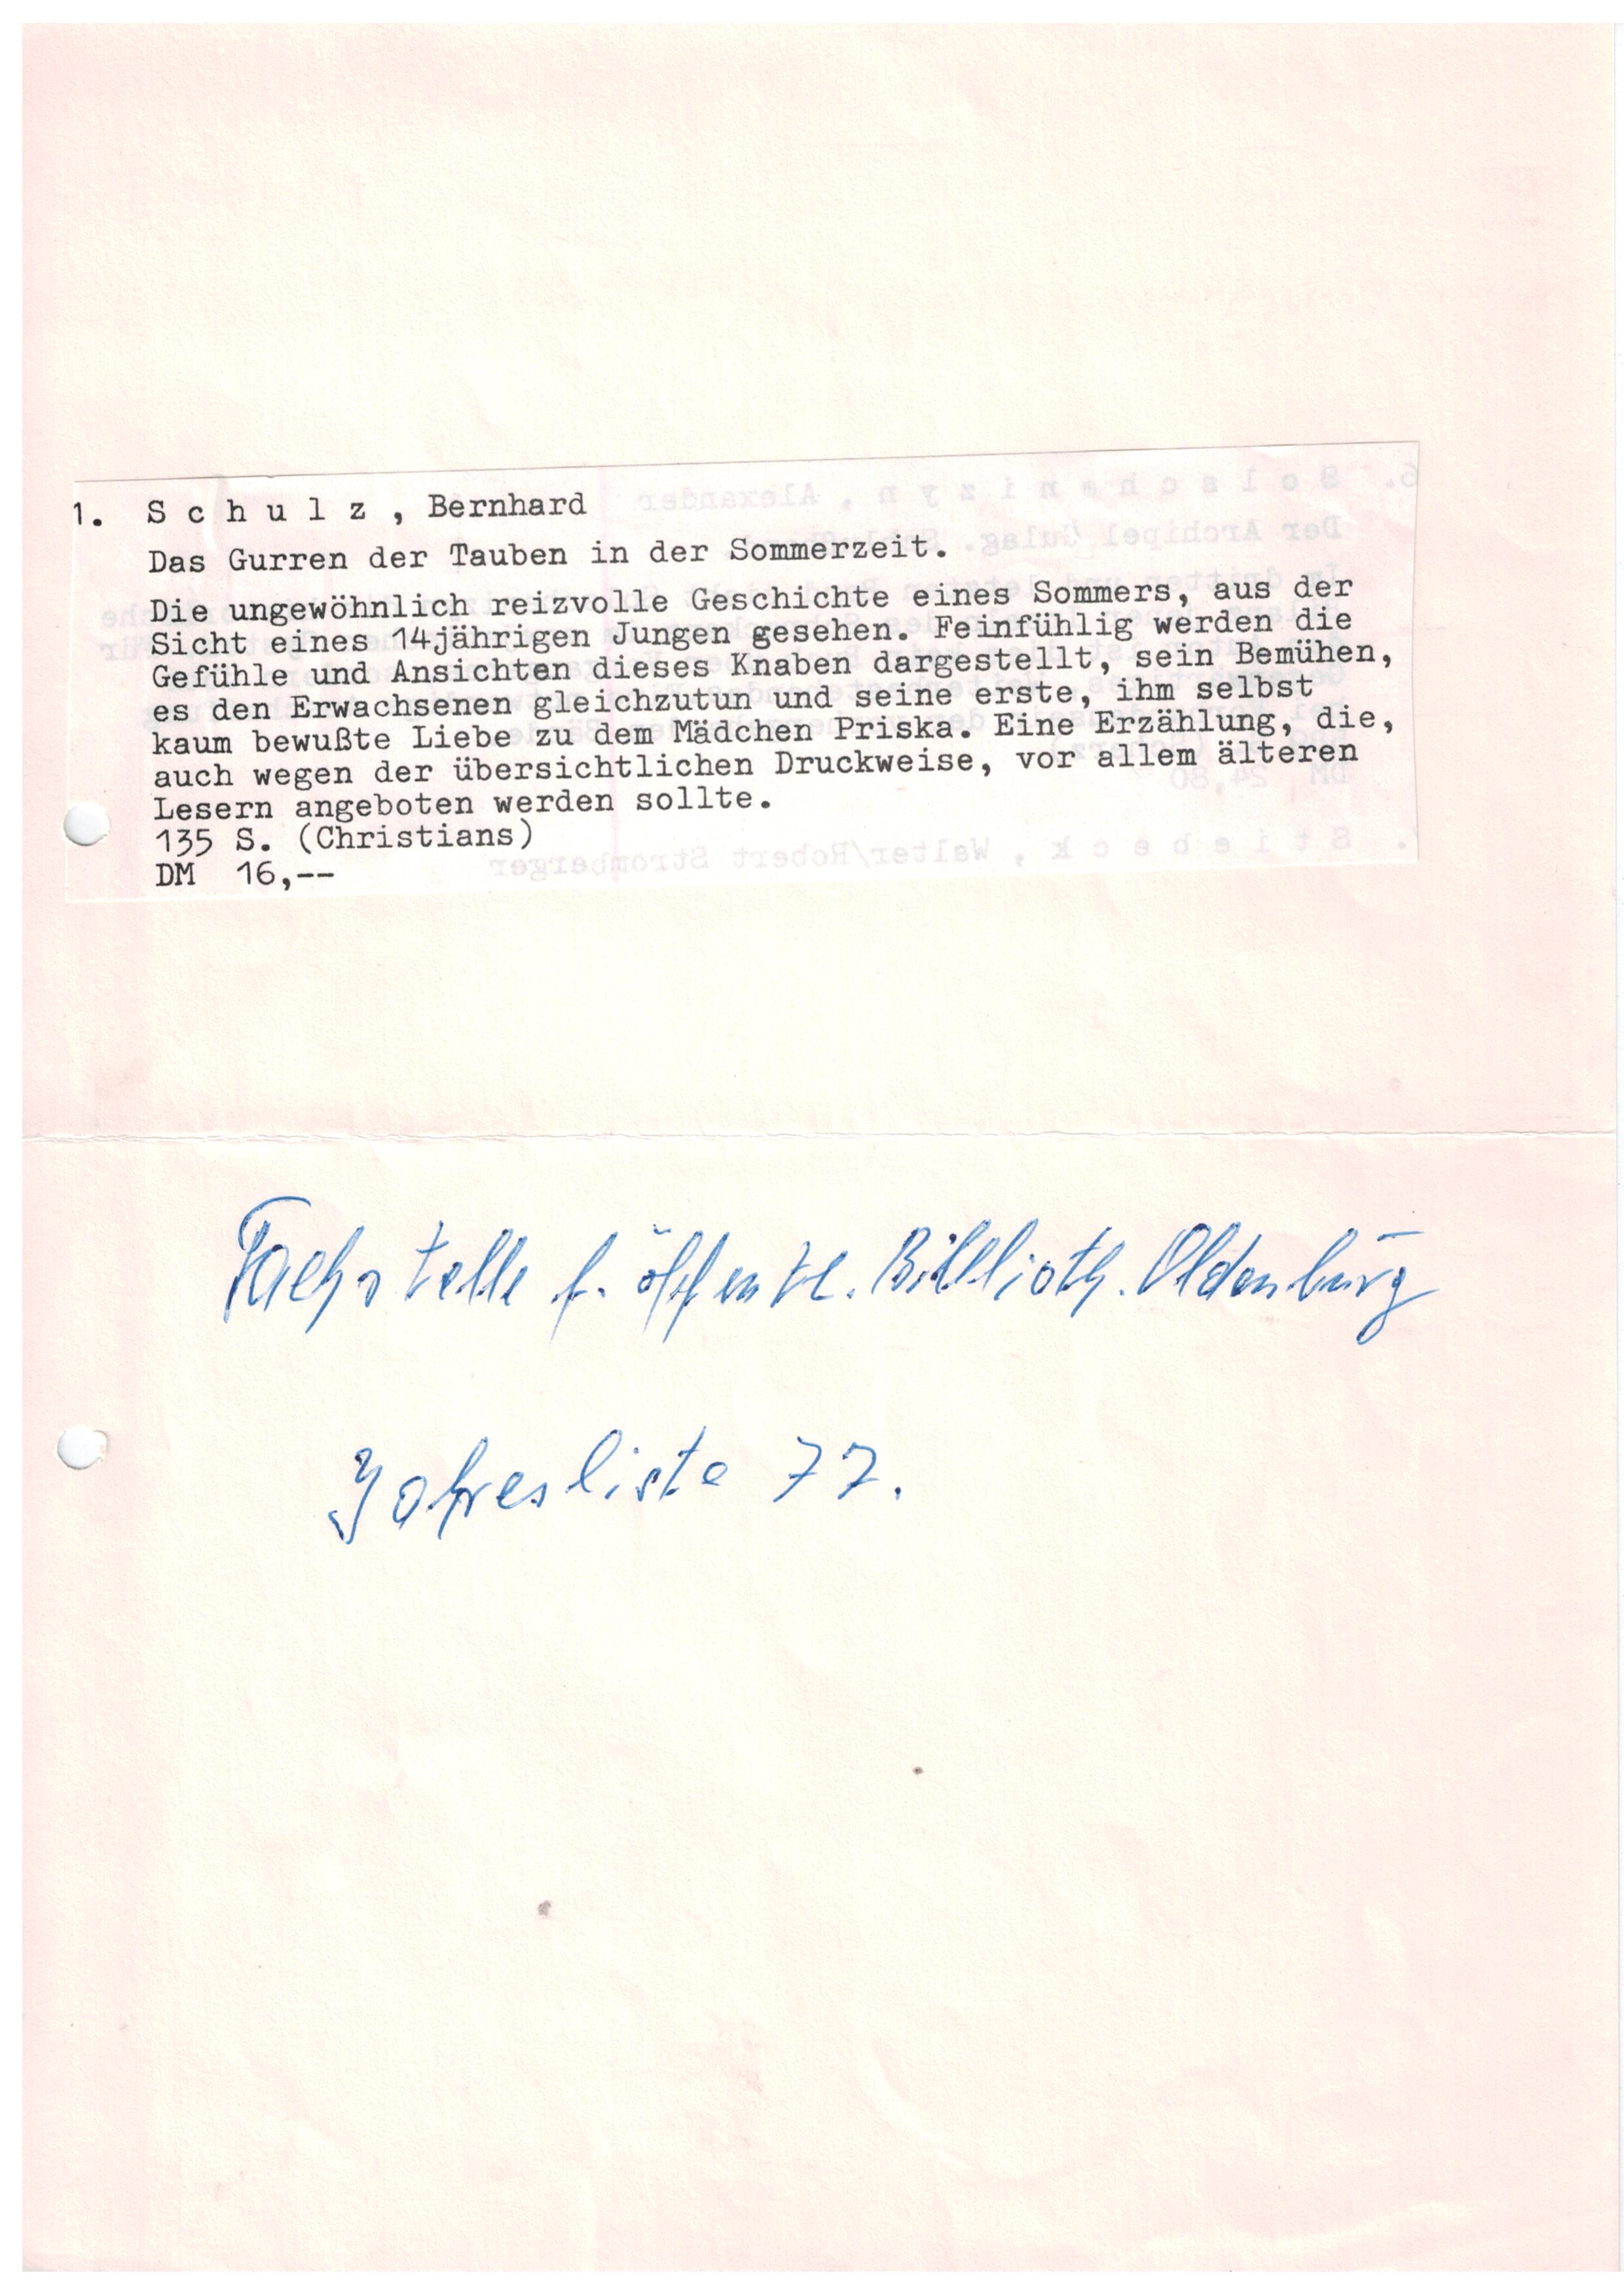 1. S c h u l z , Bernhard
Das Gurren der Tauben in der Sommerzeit.
Die ungewöhnlich reizvolle Geschichte eines Sommers, aus der
Sicht eines 14jährigen Jungen gesehen. Feinfühlig werden die
Gefühle und Ansichten dieses Knaben dargestellt, sein Bemühen,
es den Erwachsenen gleichzutun und seine erste, ihm selbst
kaum bewußte Liebe zu dem Mädchen Priska. Eine Erzählung, die,
auch wegen der übersichtlichen Druckweise, vor allem älteren
Lesern angeboten werden sollte.
135 S. (Christians)
DM 16,--
Fachstelle f. öffentl. Biblioth. Oldenburg
Jahresliste 77.